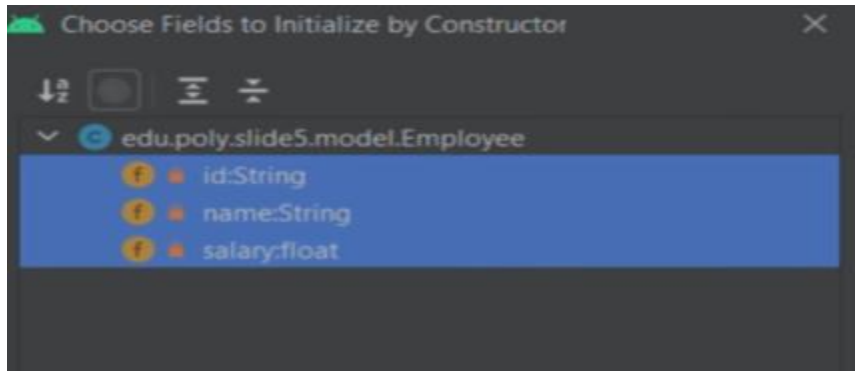 Choose Fields to Initialize by Constructor
edu.poly.slide5.model.Employee
id:String
name:String
salary:float